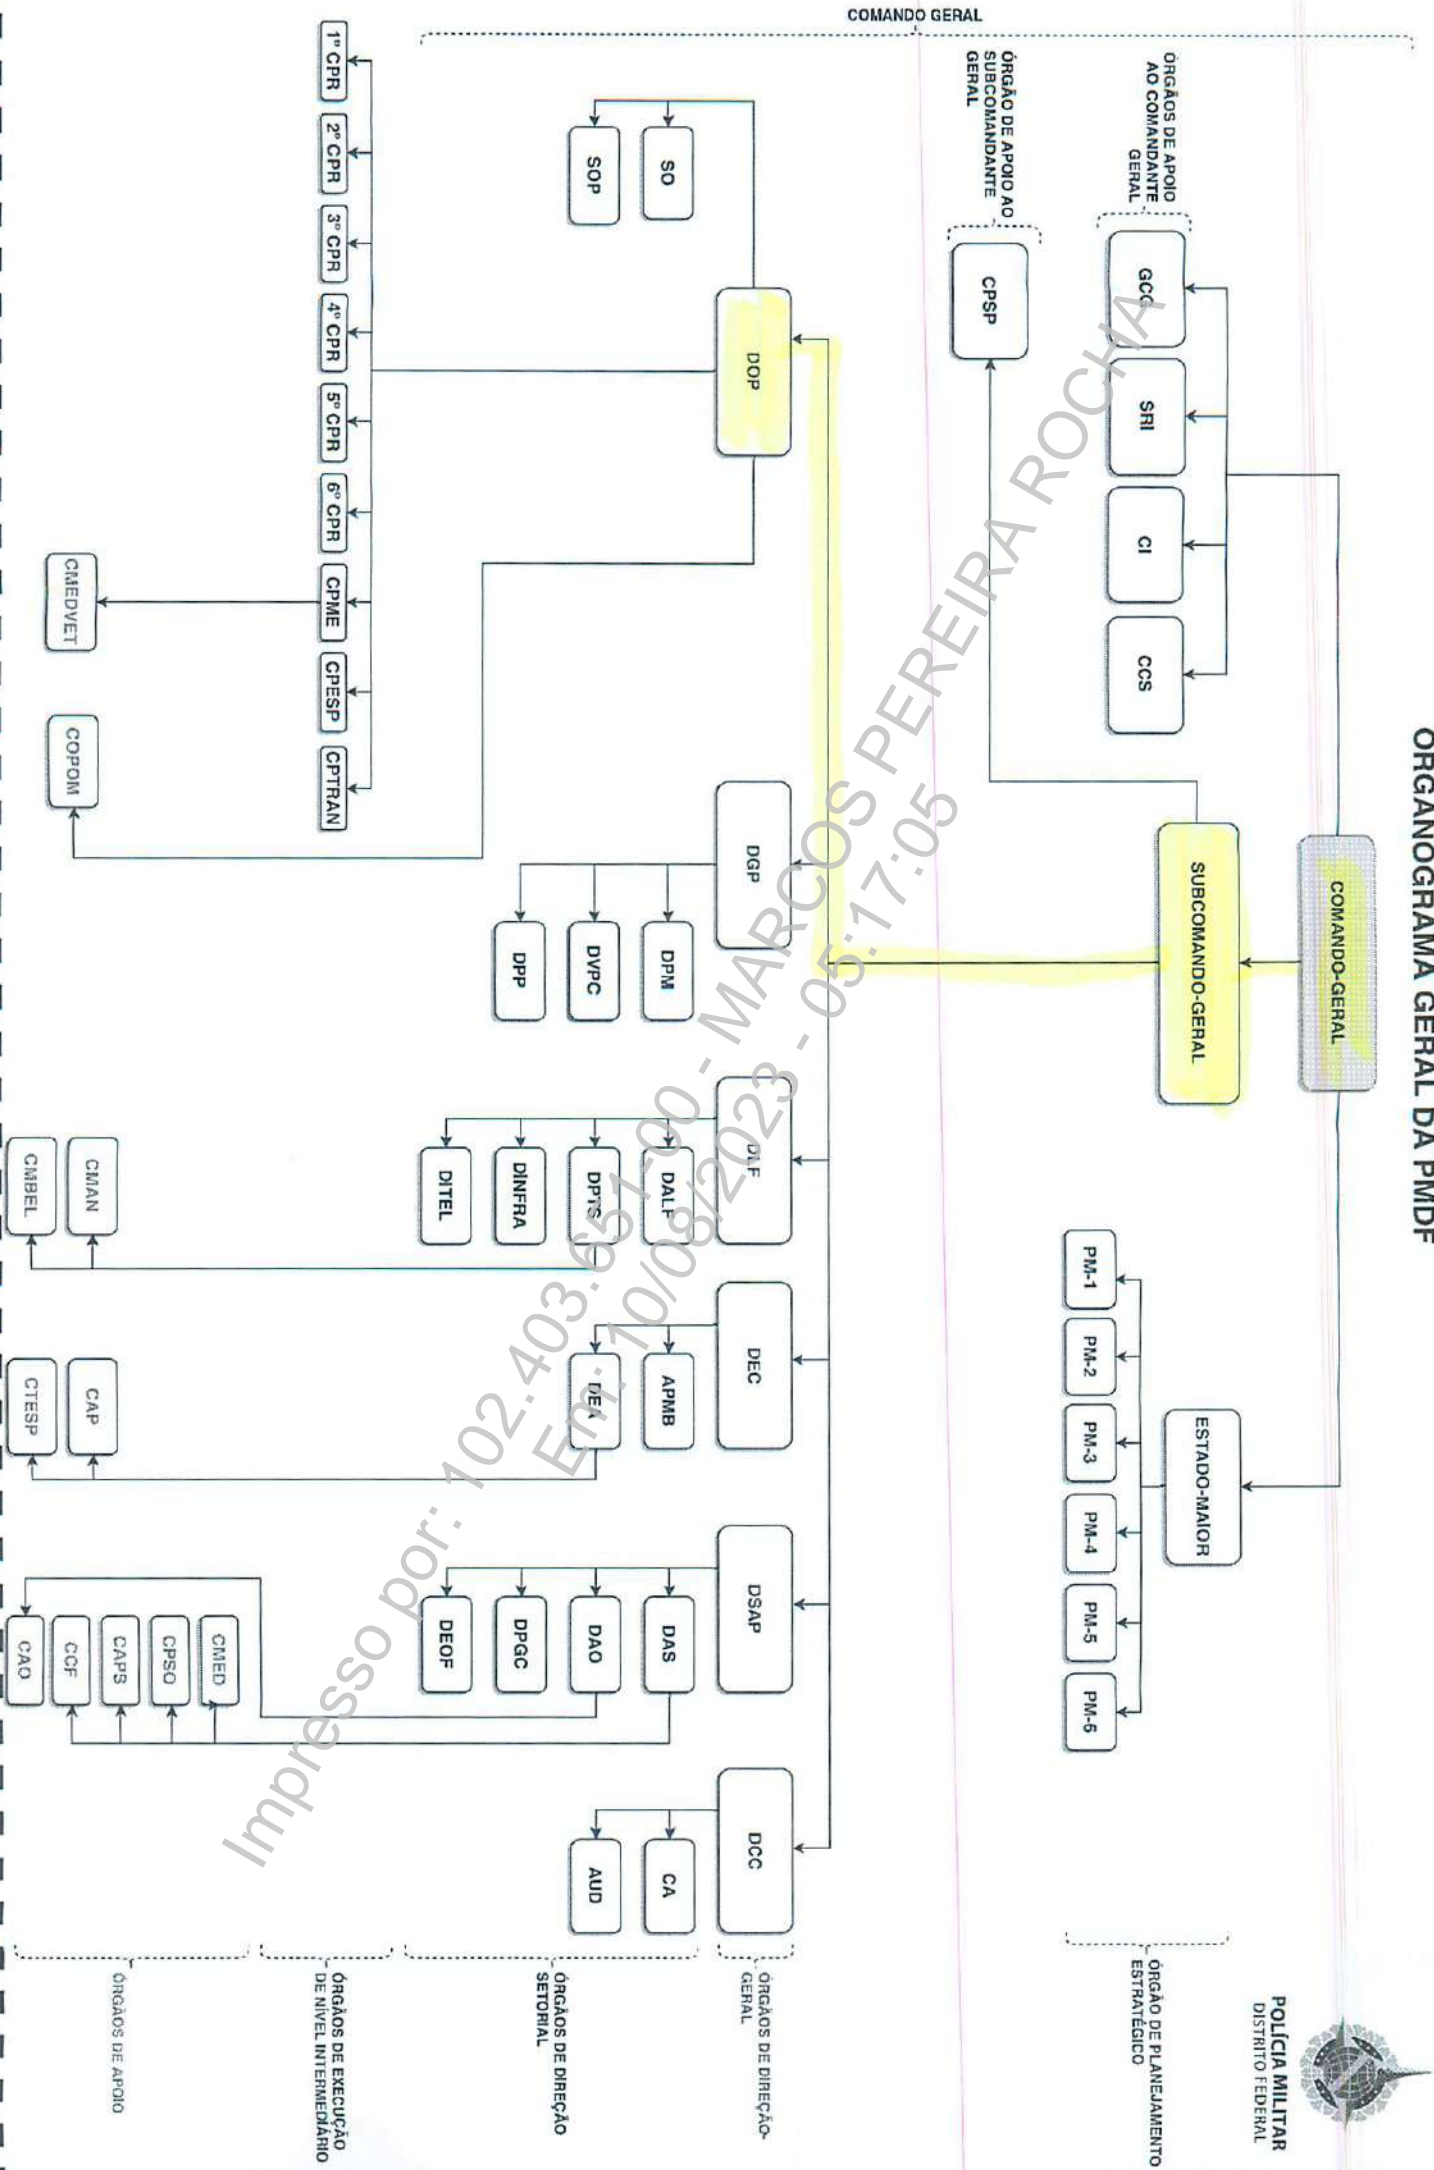 ORGANOGRAMA GERAL DA PMDF
POLÍCIA MILITAR
DISTRITO FEDERAL
COMANDO GERAL
COMANDO-GERAL
SUBCOMANDO-GERAL
ESTADO-MAIOR
ÓRGÃOS DE APOIO
AO COMANDANTE
GERAL
GCG
SRI
CI
CCS
PM-1
PM-2
PM-3
PM-4
PM-5
PM-6
ÓRGÃO DE PLANEJAMENTO
ESTRATÉGICO
ÓRGÃO DE APOIO AO
SUBCOMANDANTE
GERAL
CPSP
DOP
DGP
DLF
DEC
DSAP
DCC
ÓRGÃOS DE DIREÇÃO-
GERAL
SO
SOP
DPM
DVPC
DPP
DALF
DPTS
DINFRA
DITEL
APMB
DEA
DAS
DAO
DPGC
DEOF
CA
AUD
ÓRGÃOS DE DIREÇÃO
SETORIAL
1º CPR
2º CPR
3º CPR
4º CPR
5º CPR
6º CPR
CPME
CPESP
CPTRAN
ÓRGÃOS DE EXECUÇÃO
DE NÍVEL INTERMEDIÁRIO
CMEDVET
COPOM
CMAN
CMBEL
CAP
CTESP
CMED
CPSO
CAPS
CCF
CAO
ÓRGÃOS DE APOIO
Impresso por: 102.403.651-00 - MARCOS PEREIRA ROCHA
Em: 10/08/2023 - 05:17:05